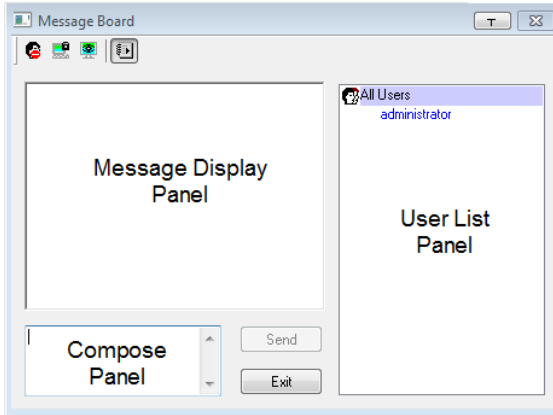 Message Board
T
All Users
administrator
Message Display
Panel
User List
Panel
Compose
Panel
Send
Exit